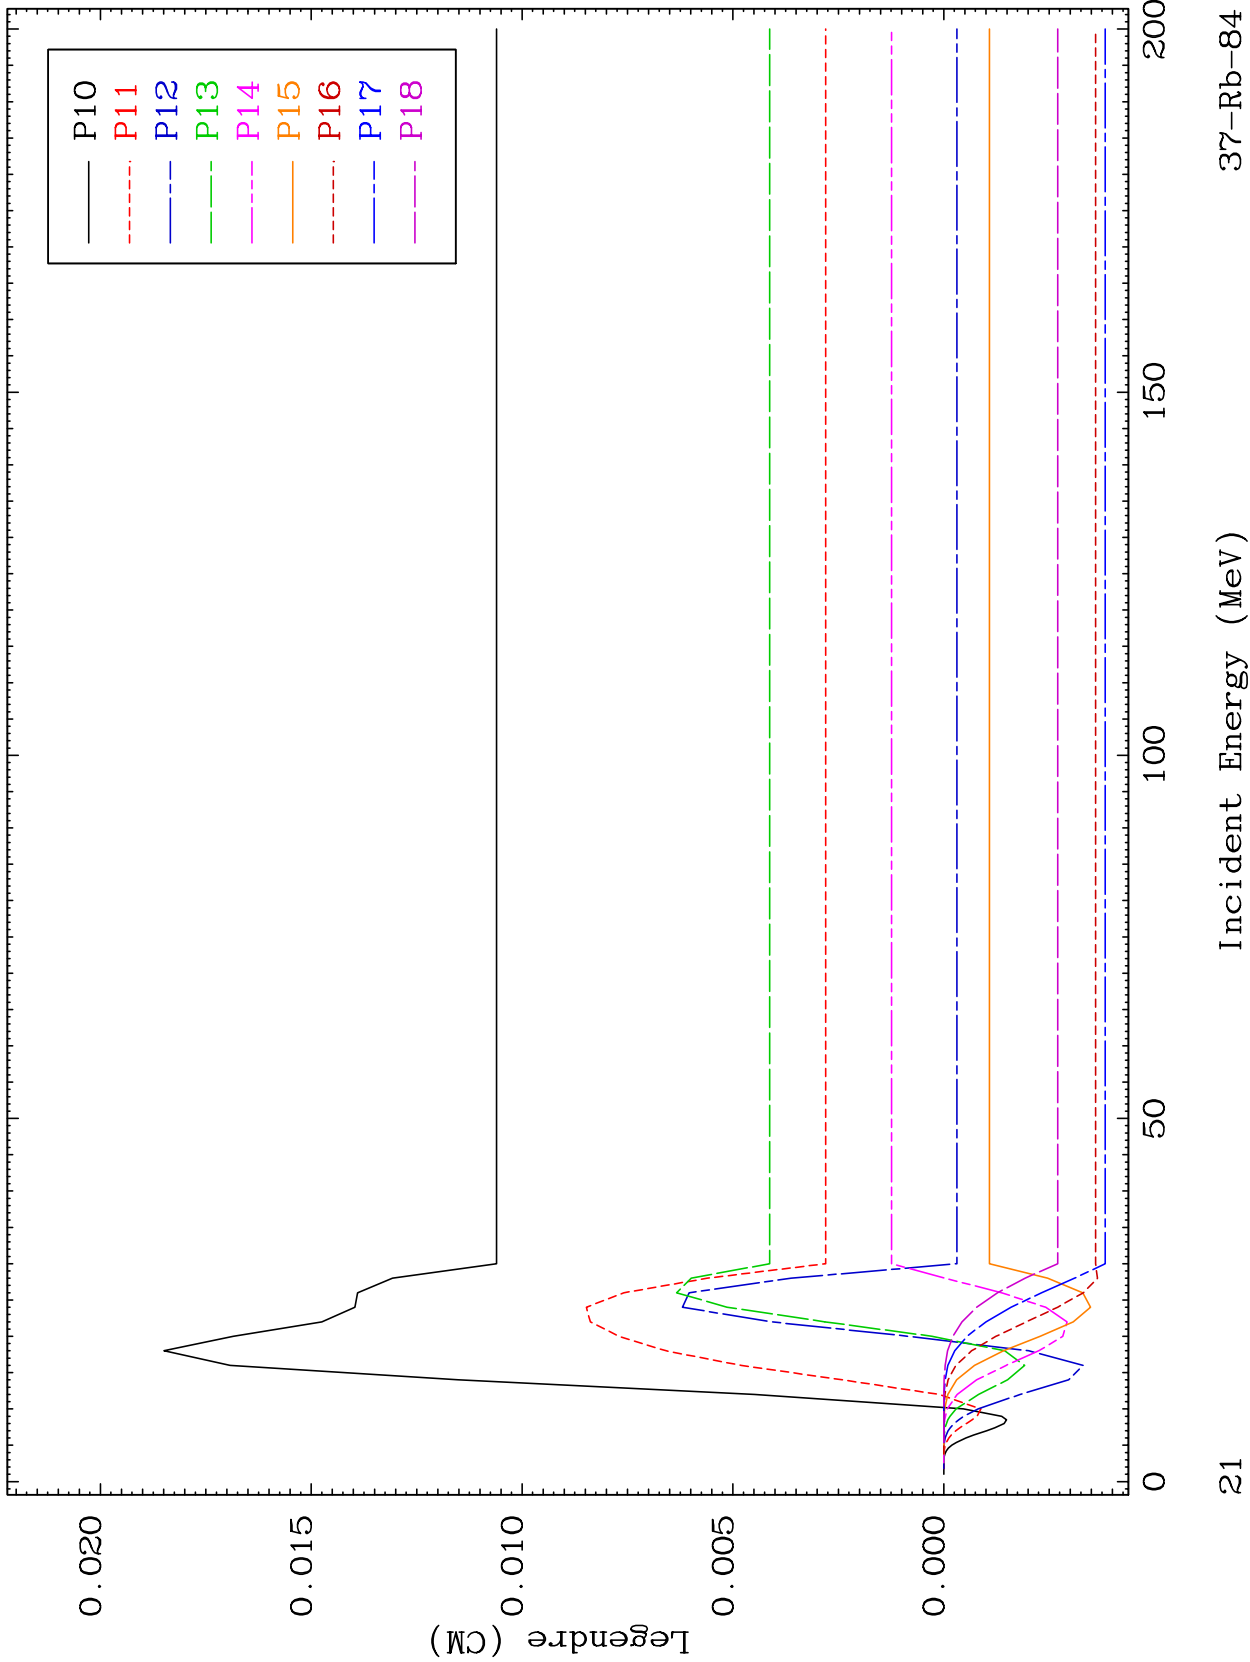 P10
P11
P12
P13
P14
P15
P16
P17
P18
0.020
0.015
0.010
0.005
0.000
Legendre (CM)
0
50
100
150
200
21
Incident Energy (MeV)
37-Rb-84